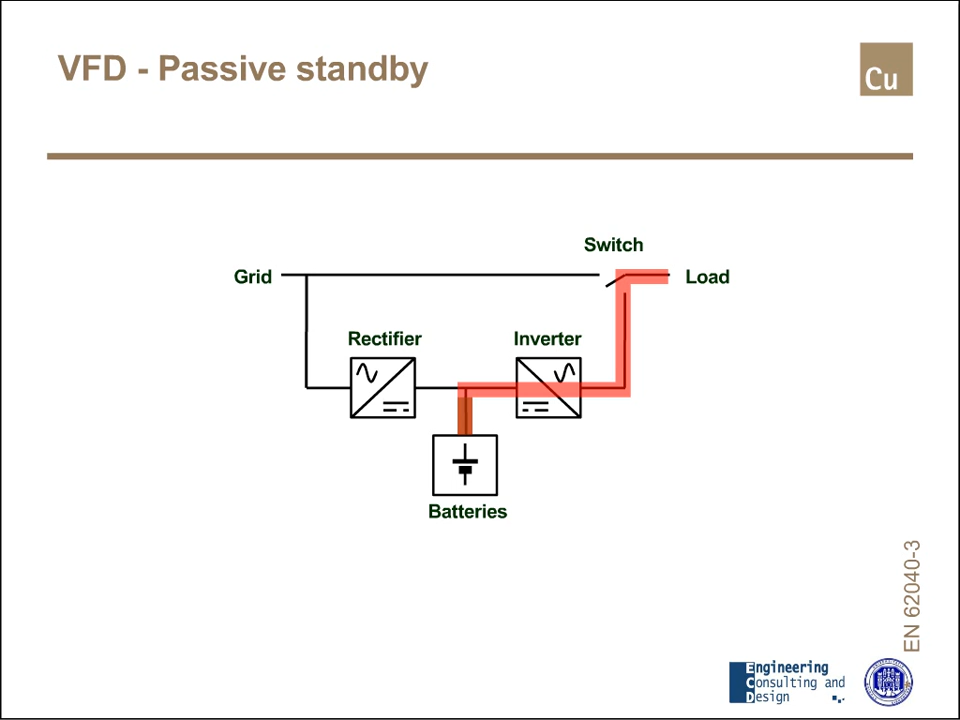 VFD - Passive standby
Cu
Switch
Grid
Load
Rectifier
Inverter
Batteries
EN 62040-3
Engineering
Consulting and
Design